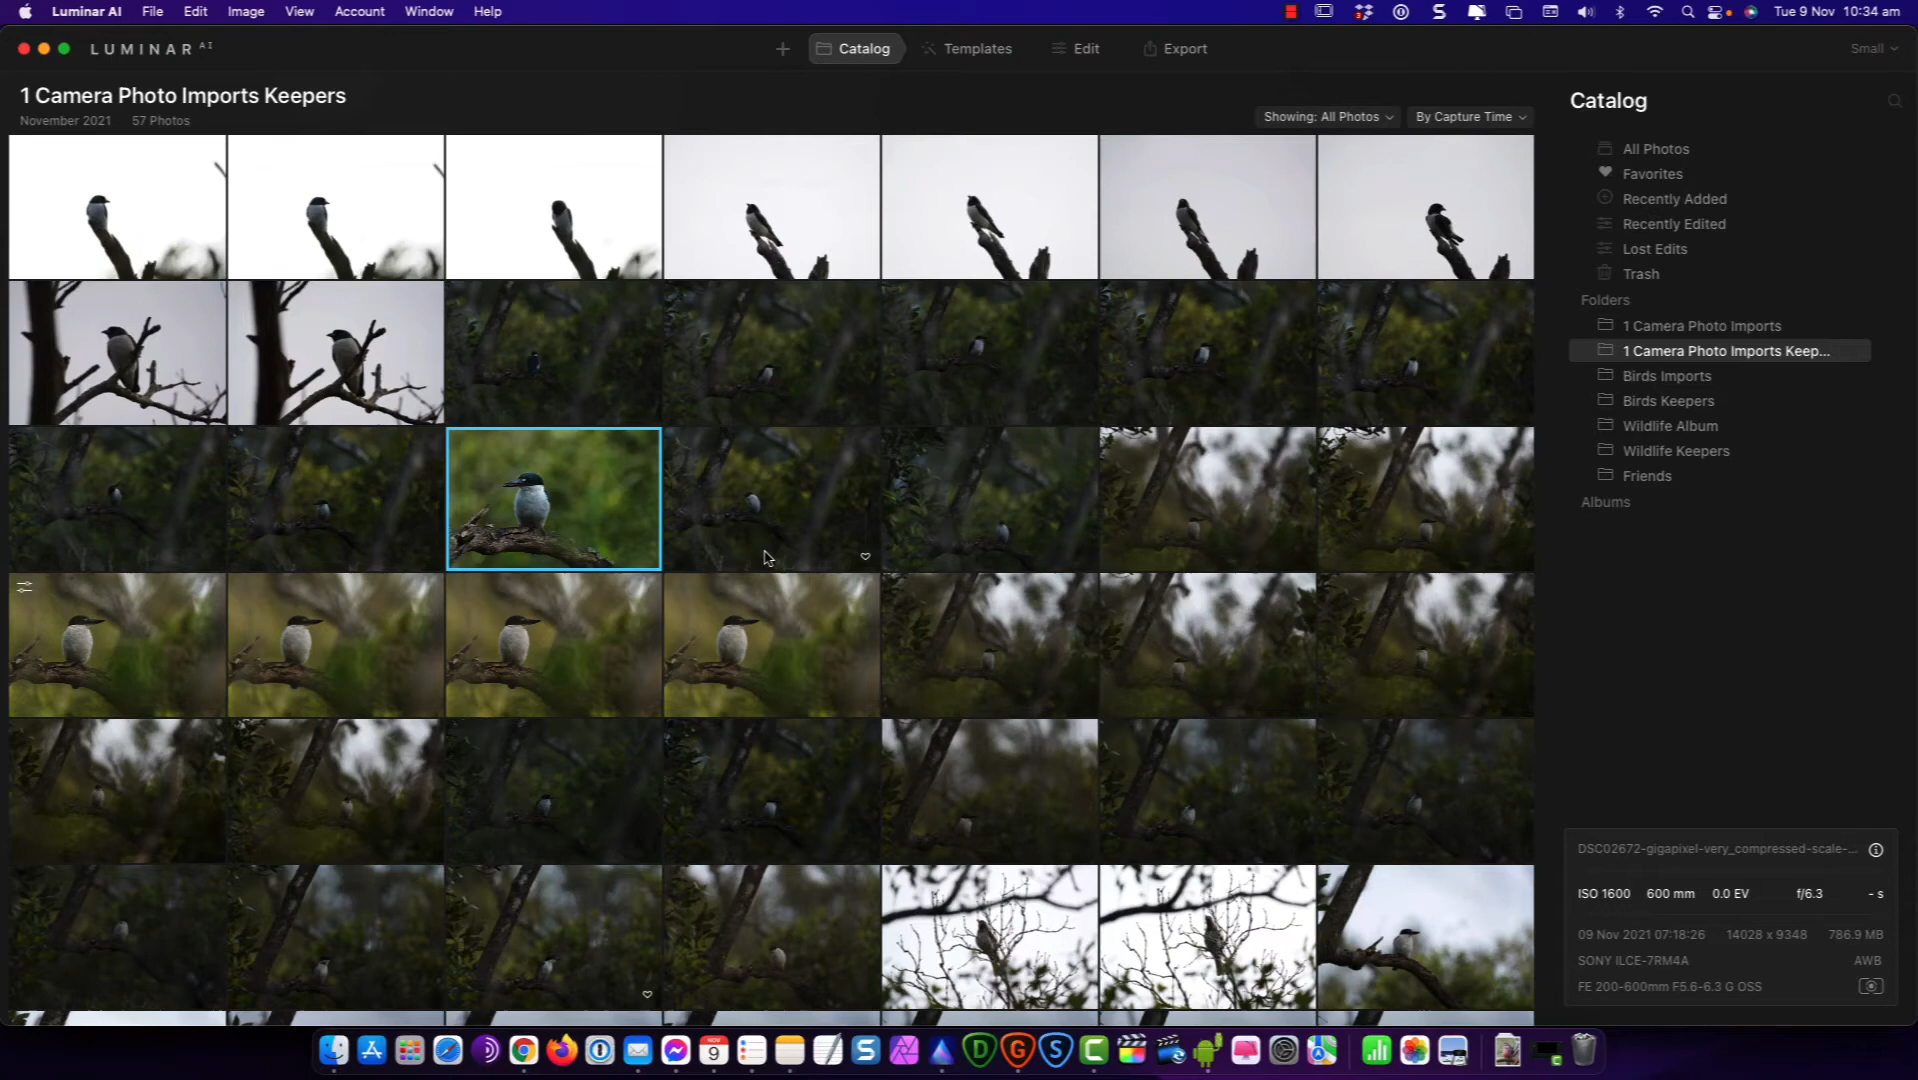 Luminar AI File Edit Image View Account Window Help
Tue 9 Nov 10:34 am
LUMINAR AI
Catalog Templates Edit Export
Small
1 Camera Photo Imports Keepers
November 2021 57 Photos
Showing: All Photos By Capture Time
Catalog
All Photos
Favorites
Recently Added
Recently Edited
Lost Edits
Trash
Folders
1 Camera Photo Imports
1 Camera Photo Imports Keep...
Birds Imports
Birds Keepers
Wildlife Album
Wildlife Keepers
Friends
Albums
DSC02672-gigapixel-very_compressed-scale-...
ISO 1600 600 mm 0.0 EV f/6.3 - s
09 Nov 2021 07:18:26 14028 x 9348 786.9 MB
SONY ILCE-7RM4A AWB
FE 200-600mm F5.6-6.3 G OSS
NOV
9
S
D
G
S
C